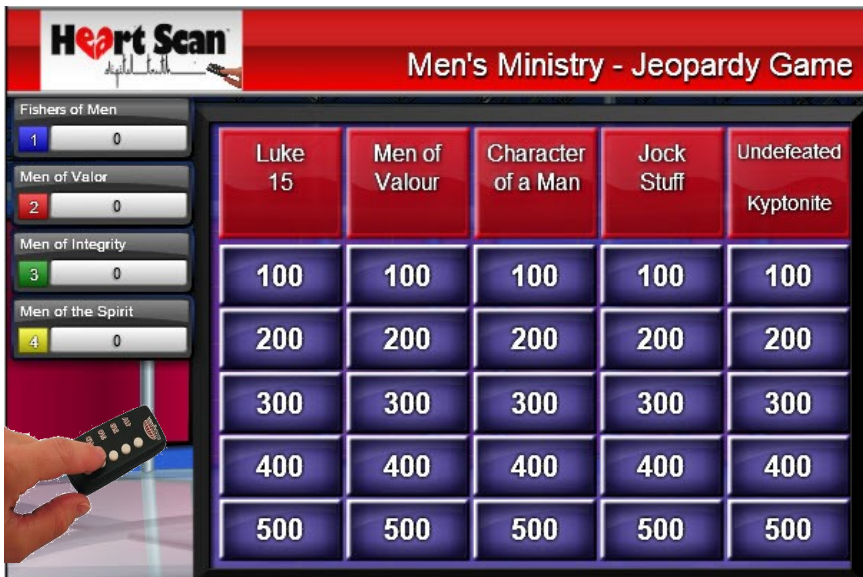 Heart Scan
digital truth
Men's Ministry - Jeopardy Game
Fishers of Men
1 0
Men of Valor
2 0
Men of Integrity
3 0
Men of the Spirit
4 0
Luke
15
Men of
Valour
Character
of a Man
Jock
Stuff
Undefeated
Kyptonite
100 100 100 100 100
200 200 200 200 200
300 300 300 300 300
400 400 400 400 400
500 500 500 500 500